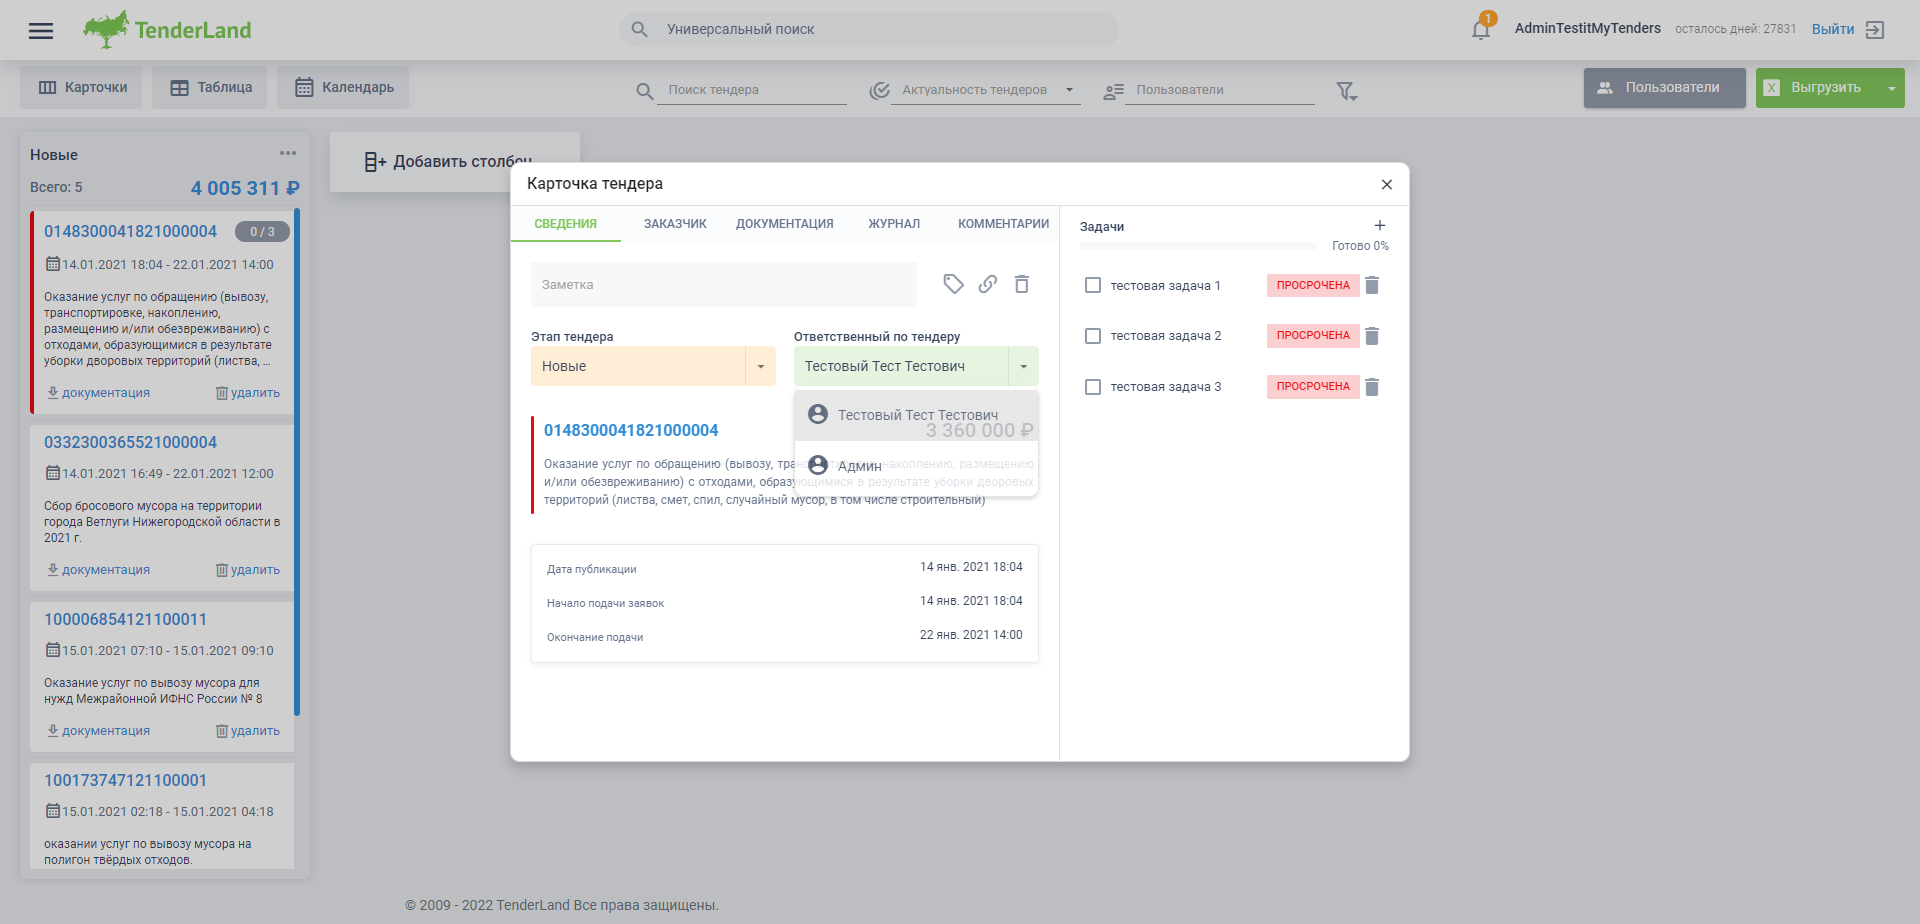 TenderLand
Универсальный поиск
1
AdminTestitMyTenders
осталось дней: 27831
Выйти
Карточки
Таблица
Календарь
Поиск тендера
Актуальность тендеров
Пользователи
Пользователи
X
Выгрузить
Новые
Всего: 5
4 005 311 ₽
0148300041821000004
0 / 3
14.01.2021 18:04 - 22.01.2021 14:00
Оказание услуг по обращению (вывозу,
транспортировке, накоплению,
размещению и/или обезвреживанию) с
отходами, образующимися в результате
уборки дворовых территорий (листва, ...
документация
удалить
0332300365521000004
14.01.2021 16:49 - 22.01.2021 12:00
Сбор бросового мусора на территории
города Ветлуги Нижегородской области в
2021 г.
документация
удалить
100006854121100011
15.01.2021 07:10 - 15.01.2021 09:10
Оказание услуг по вывозу мусора для
нужд Межрайонной ИФНС России № 8
документация
удалить
100173747121100001
15.01.2021 02:18 - 15.01.2021 04:18
оказании услуг по вывозу мусора на
полигон твёрдых отходов.
Добавить столбец
Карточка тендера
СВЕДЕНИЯ
ЗАКАЗЧИК
ДОКУМЕНТАЦИЯ
ЖУРНАЛ
КОММЕНТАРИИ
Заметка
Этап тендера
Ответственный по тендеру
Новые
Тестовый Тест Тестович
Тестовый Тест Тестович
Админ
0148300041821000004
3 360 000 ₽
Оказание услуг по обращению (вывозу, транспортировке, накоплению, размещению
и/или обезвреживанию) с отходами, образующимися в результате уборки дворовых
территорий (листва, смет, спил, случайный мусор, в том числе строительный)
Дата публикации
14 янв. 2021 18:04
Начало подачи заявок
14 янв. 2021 18:04
Окончание подачи
22 янв. 2021 14:00
Задачи
Готово 0%
тестовая задача 1
ПРОСРОЧЕНА
тестовая задача 2
ПРОСРОЧЕНА
тестовая задача 3
ПРОСРОЧЕНА
© 2009 - 2022 TenderLand Все права защищены.